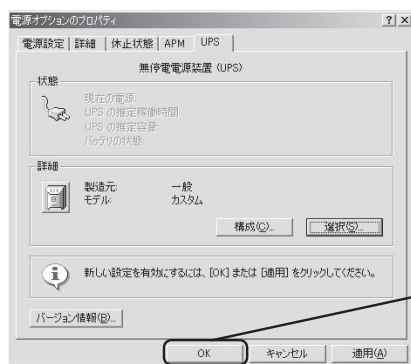 電源オプションのプロパティ
電源設定 詳細 休止状態 APM UPS
無停電電源装置 (UPS)
状態
現在の電源:
UPS の推定稼働時間:
UPS の推定容量:
バッテリの状態:
詳細
製造元: 一般
モデル: カスタム
構成(C)... 選択(S)...
新しい設定を有効にするには、[OK] または [適用] をクリックしてください。
バージョン情報(B)...
OK キャンセル 適用(A)